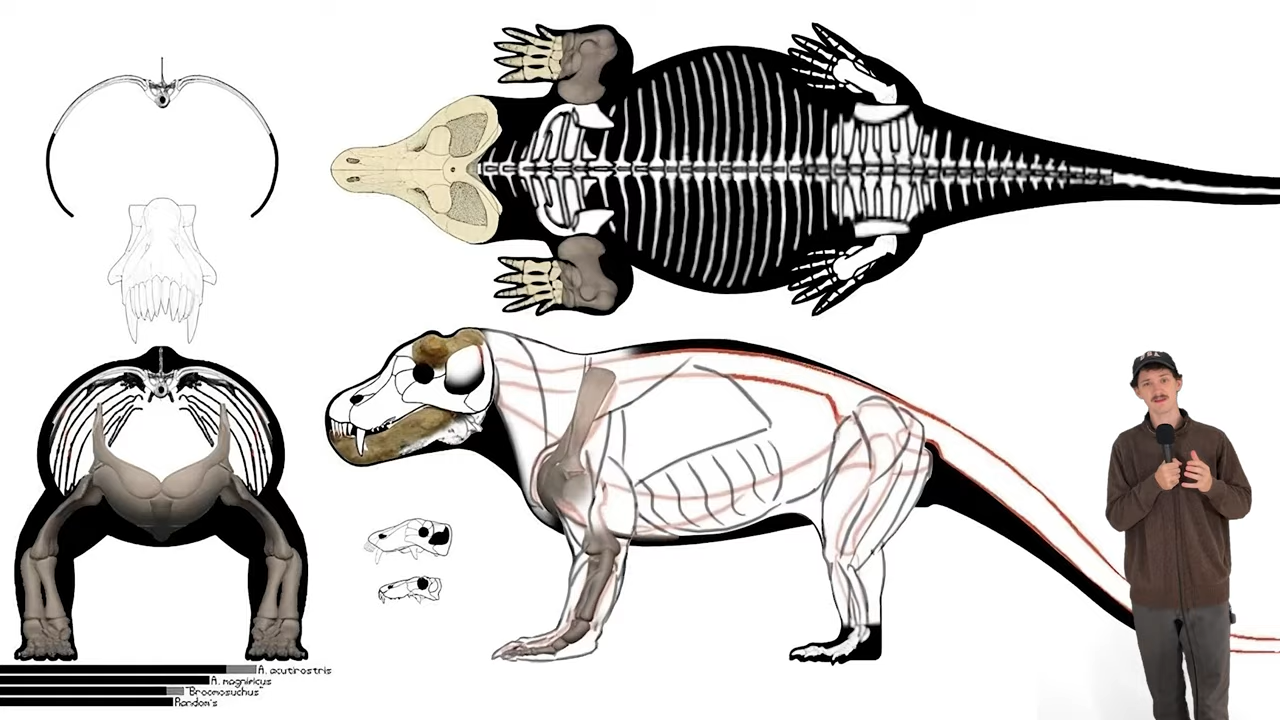 A. acutirostris
A. magnificus
"Broomosuchus"
Random's